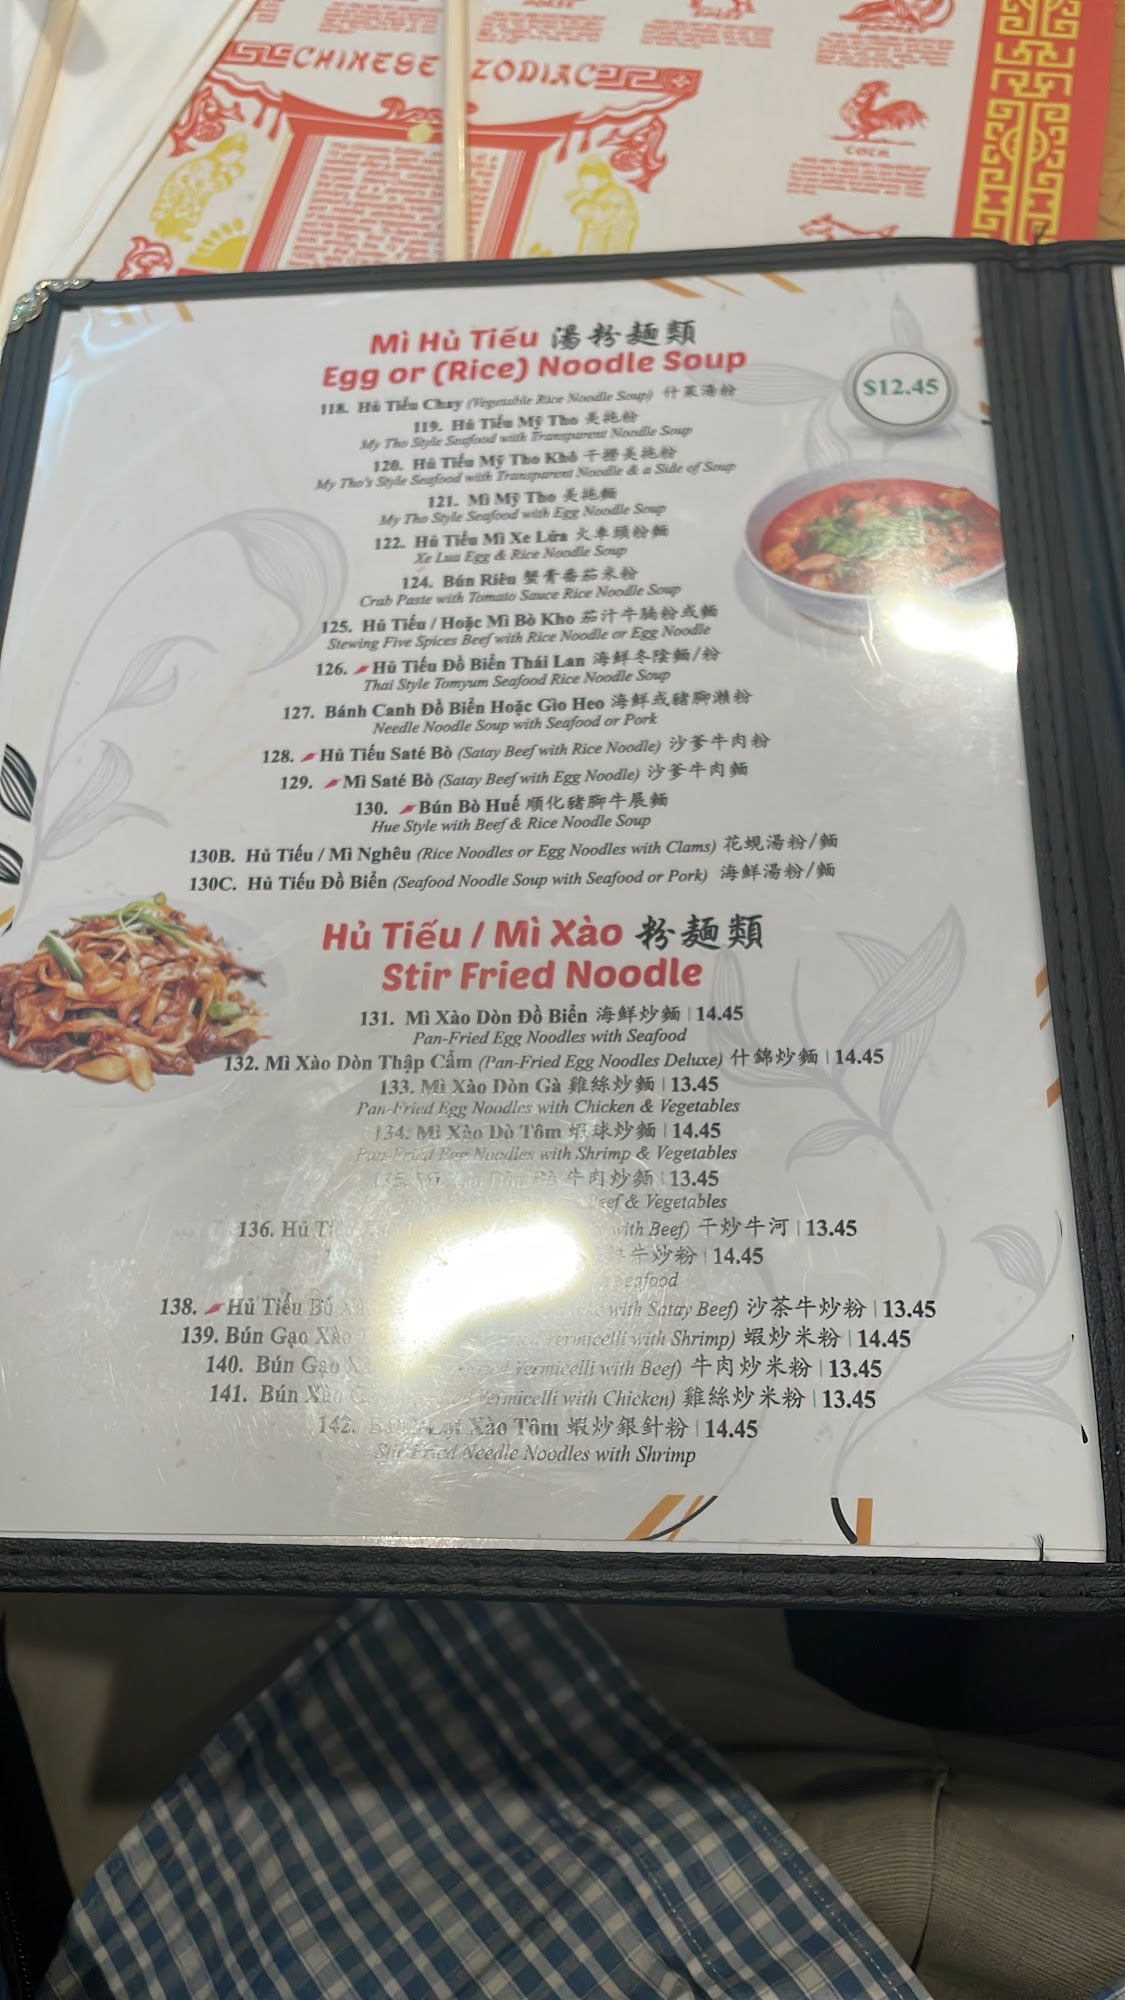 CHINESE ZODIAC
COCK
Mì Hủ Tiếu 湯粉麵類
Egg or (Rice) Noodle Soup
$12.45
118. Hủ Tiếu Chay (Vegetable Rice Noodle Soup) 什菜湯粉
119. Hủ Tiếu Mỹ Tho 美拖粉
My Tho Style Seafood with Transparent Noodle Soup
120. Hủ Tiếu Mỹ Tho Khô 干撈美拖粉
My Tho's Style Seafood with Transparent Noodle & a Side of Soup
121. Mì Mỹ Tho 美拖麵
My Tho Style Seafood with Egg Noodle Soup
122. Hủ Tiếu Mì Xe Lửa 火車頭粉麵
Xe Lua Egg & Rice Noodle Soup
124. Bún Riêu 蟹膏番茄米粉
Crab Paste with Tomato Sauce Rice Noodle Soup
125. Hủ Tiếu / Hoặc Mì Bò Kho 茄汁牛腩粉或麵
Stewing Five Spices Beef with Rice Noodle or Egg Noodle
126. Hủ Tiếu Đồ Biển Thái Lan 海鮮冬陰麵/粉
Thai Style Tomyum Seafood Rice Noodle Soup
127. Bánh Canh Đồ Biển Hoặc Gìo Heo 海鮮或豬腳瀨粉
Needle Noodle Soup with Seafood or Pork
128. Hủ Tiếu Saté Bò (Satay Beef with Rice Noodle) 沙爹牛肉粉
129. Mì Saté Bò (Satay Beef with Egg Noodle) 沙爹牛肉麵
130. Bún Bò Huế 順化豬腳牛展麵
Hue Style with Beef & Rice Noodle Soup
130B. Hủ Tiếu / Mì Nghêu (Rice Noodles or Egg Noodles with Clams) 花蜆湯粉/麵
130C. Hủ Tiếu Đồ Biển (Seafood Noodle Soup with Seafood or Pork) 海鮮湯粉/麵
Hủ Tiếu / Mì Xào 粉麵類
Stir Fried Noodle
131. Mì Xào Dòn Đồ Biển 海鮮炒麵 | 14.45
Pan-Fried Egg Noodles with Seafood
132. Mì Xào Dòn Thập Cẩm (Pan-Fried Egg Noodles Deluxe) 什錦炒麵 | 14.45
133. Mì Xào Dòn Gà 雞絲炒麵 | 13.45
Pan-Fried Egg Noodles with Chicken & Vegetables
134. Mì Xào Dò Tôm 蝦球炒麵 | 14.45
Pan-Fried Egg Noodles with Shrimp & Vegetables
135. Xào Dòn 牛肉炒麵 | 13.45
Beef & Vegetables
136. Hủ with Beef) 干炒牛河 | 13.45
牛炒粉 | 14.45
Seafood
138. Hủ Tiếu with Satay Beef) 沙茶牛炒粉 | 13.45
139. Bún Gạo Xào Vermicelli with Shrimp) 蝦炒米粉 | 14.45
140. Bún Gạo Vermicelli with Beef) 牛肉炒米粉 | 13.45
141. Bún Xào Vermicelli with Chicken) 雞絲炒米粉 | 13.45
142. Xào Tôm 蝦炒銀針粉 | 14.45
Stir Fried Needle Noodles with Shrimp